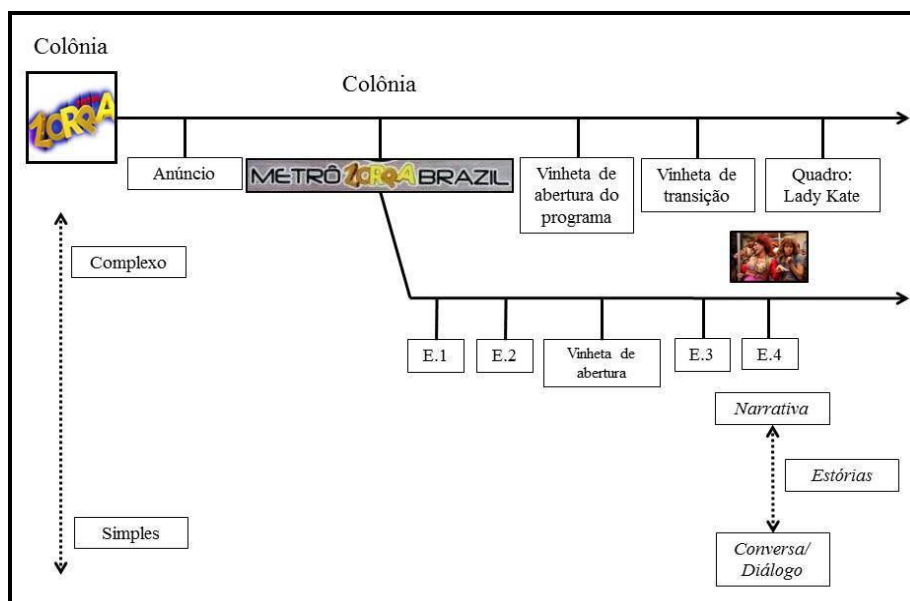 Colônia
Colônia
ZORRA
Anúncio
METRÔ ZORRA BRAZIL
Vinheta de
abertura do
programa
Vinheta de
transição
Quadro:
Lady Kate
Complexo
E.1
E.2
Vinheta de
abertura
E.3
E.4
Narrativa
Estórias
Simples
Conversa/
Diálogo